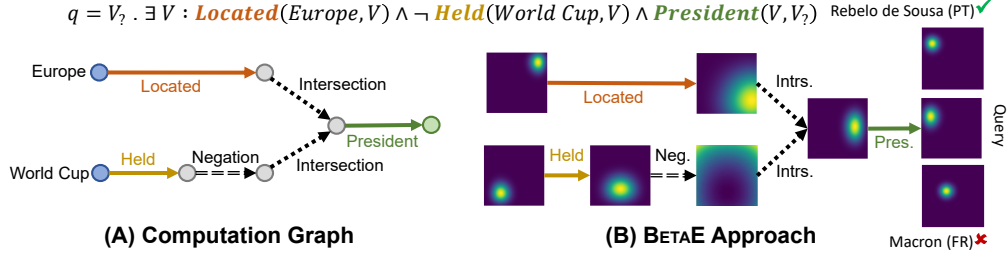 q = V? . ∃ V : Located(Europe, V) ∧ ¬ Held(World Cup, V) ∧ President(V, V?)
Rebelo de Sousa (PT) ✓
Europe
Located
Intersection
President
World Cup
Held
Negation
Intersection
(A) Computation Graph
Located
Intrs.
Held
Neg.
Intrs.
Pres.
Query
Macron (FR) ✘
(B) BETAE Approach